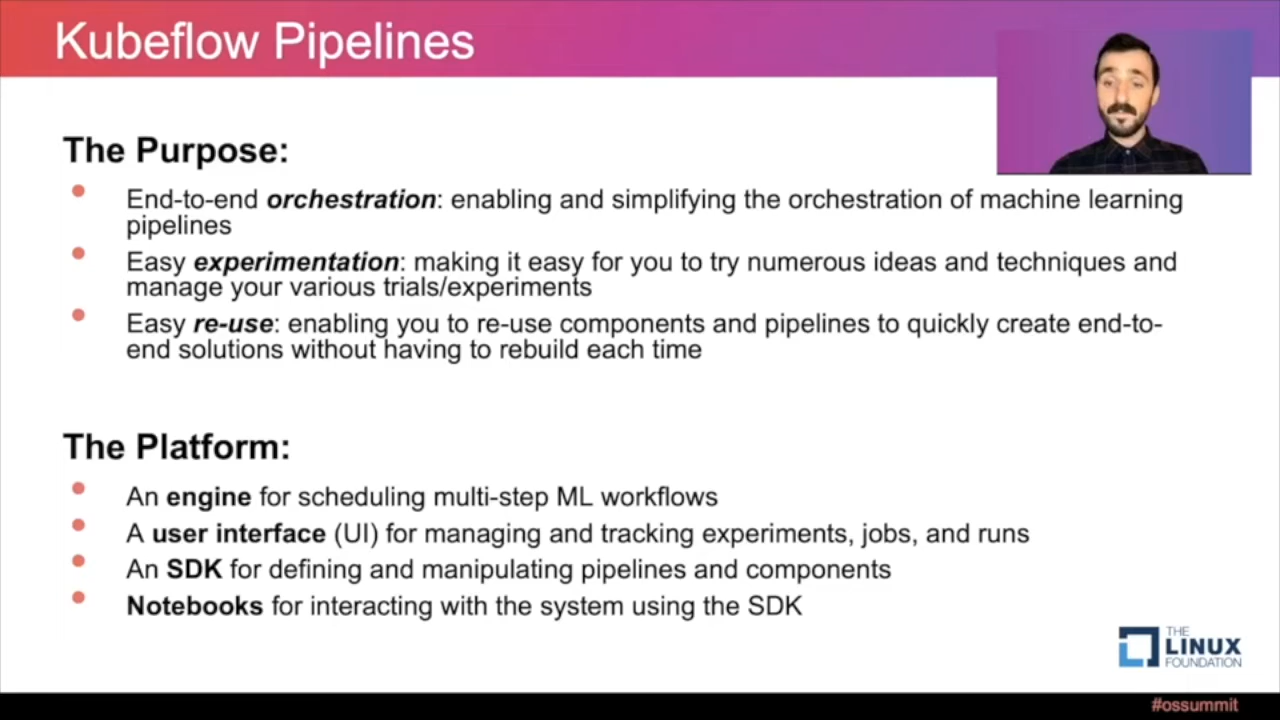 Kubeflow Pipelines
The Purpose:
End-to-end orchestration: enabling and simplifying the orchestration of machine learning
pipelines
Easy experimentation: making it easy for you to try numerous ideas and techniques and
manage your various trials/experiments
Easy re-use: enabling you to re-use components and pipelines to quickly create end-to-
end solutions without having to rebuild each time
The Platform:
An engine for scheduling multi-step ML workflows
A user interface (UI) for managing and tracking experiments, jobs, and runs
An SDK for defining and manipulating pipelines and components
Notebooks for interacting with the system using the SDK
THE
LINUX
FOUNDATION
#ossummit